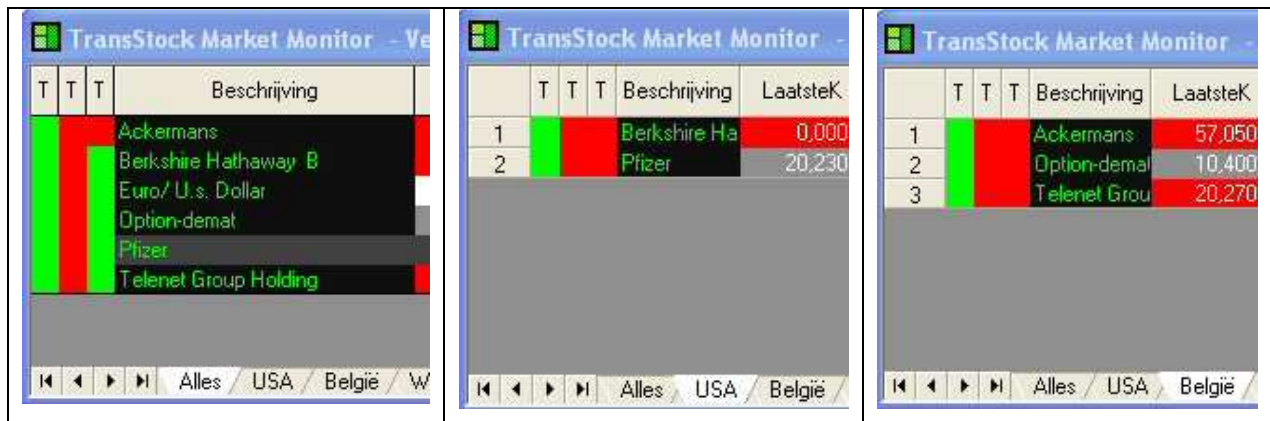 TransStock Market Monitor - Ve
T T T Beschrijving
Ackermans
Berkshire Hathaway B
Euro/ U.s. Dollar
Option-demat
Pfizer
Telenet Group Holding
Alles / USA / België / W
TransStock Market Monitor -
T T T Beschrijving LaatsteK
1 Berkshire Ha 0,000
2 Pfizer 20,230
Alles / USA / België /
TransStock Market Monitor -
T T T Beschrijving LaatsteK
1 Ackermans 57,050
2 Option-demat 10,400
3 Telenet Grou 20,270
Alles / USA / België /